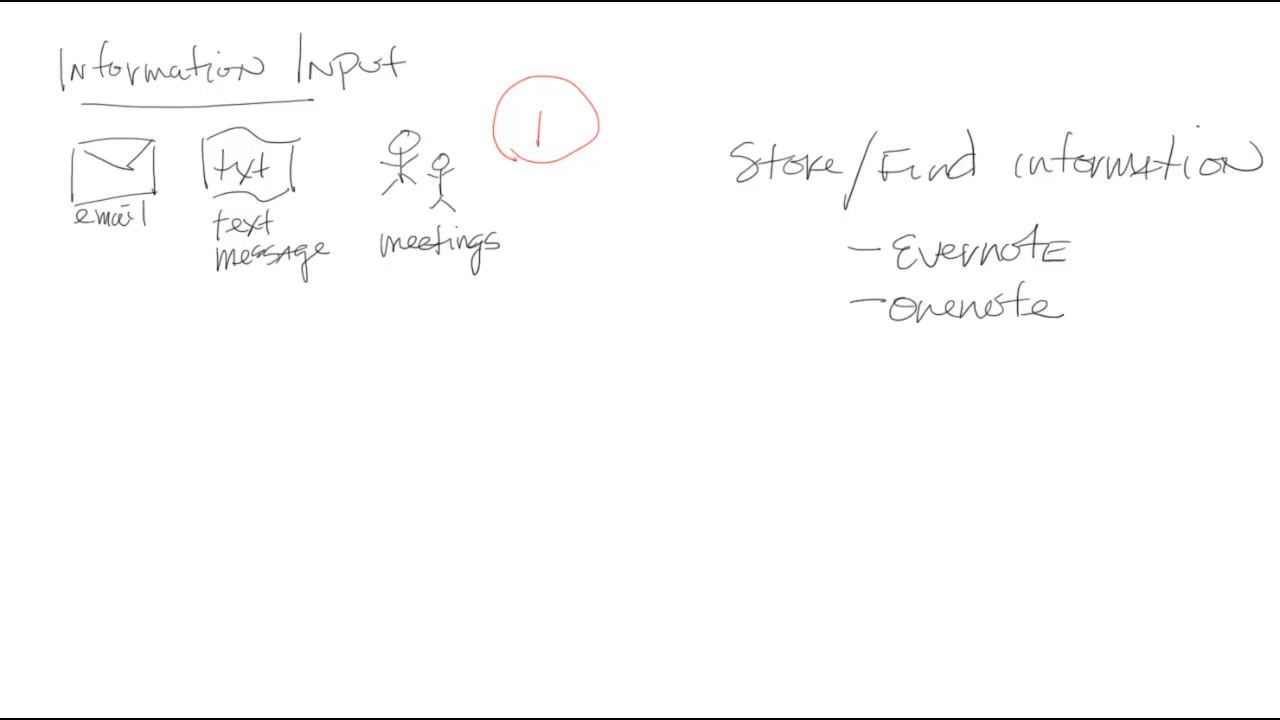 Information Input
txt
email
text
message
meetings
1
Store/Find information
- Evernote
- Onenote